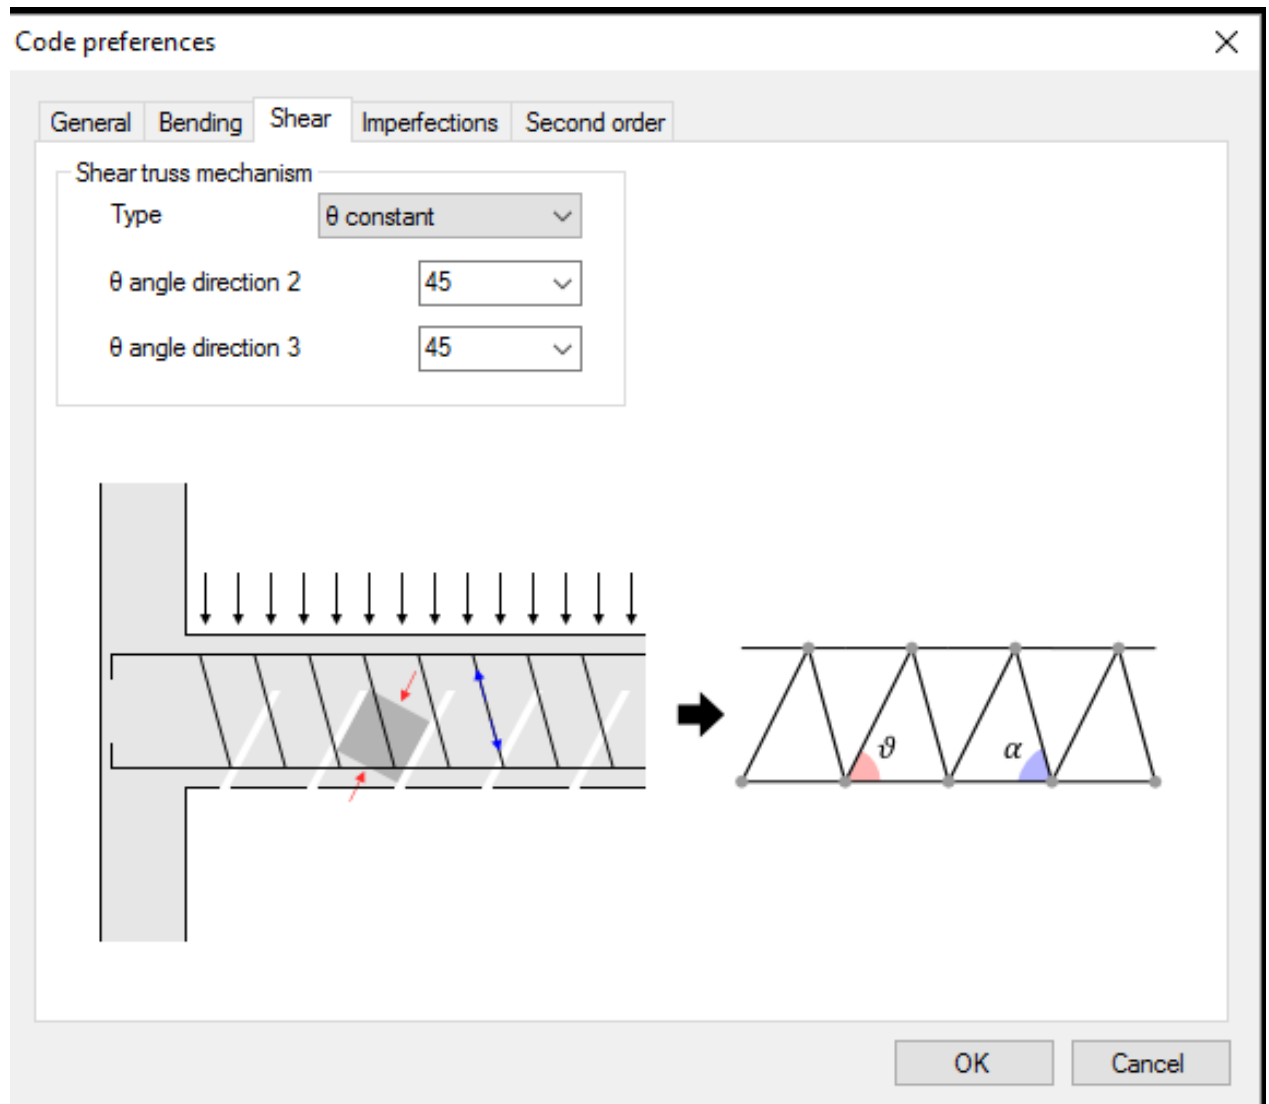 Code preferences
General Bending Shear Imperfections Second order
Shear truss mechanism
Type θ constant
θ angle direction 2 45
θ angle direction 3 45
ϑ α
OK Cancel